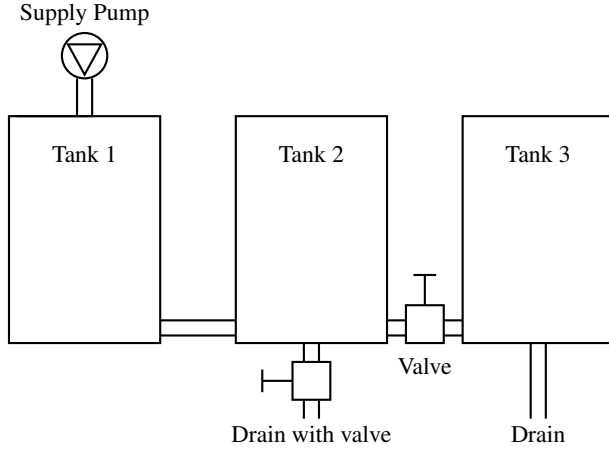 Supply Pump
Tank 1
Tank 2
Tank 3
Valve
Drain with valve
Drain